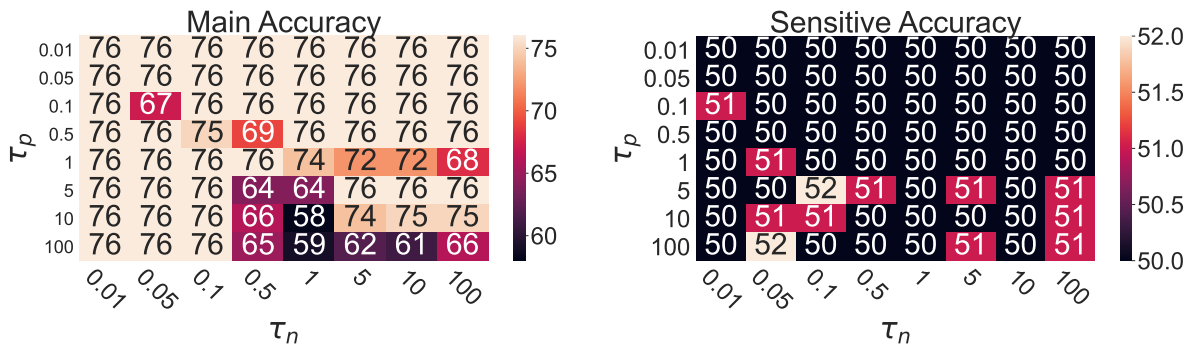 Main Accuracy
0.01 76 76 76 76 76 76 76 76
0.05 76 76 76 76 76 76 76 76
0.1 76 67 76 76 76 76 76 76
0.5 76 76 75 69 76 76 76 76
1 76 76 76 76 74 72 72 68
5 76 76 76 64 64 76 76 76
10 76 76 76 66 58 74 75 75
100 76 76 76 65 59 62 61 66
0.01 0.05 0.1 0.5 1 5 10 100
τp
τn
75
70
65
60
Sensitive Accuracy
0.01 50 50 50 50 50 50 50 50
0.05 50 50 50 50 50 50 50 50
0.1 51 50 50 50 50 50 50 50
0.5 50 50 50 50 50 50 50 50
1 50 51 50 50 50 50 50 50
5 50 50 52 51 50 51 50 51
10 50 51 51 50 50 50 50 51
100 50 52 50 50 50 51 50 51
0.01 0.05 0.1 0.5 1 5 10 100
τp
τn
52.0
51.5
51.0
50.5
50.0